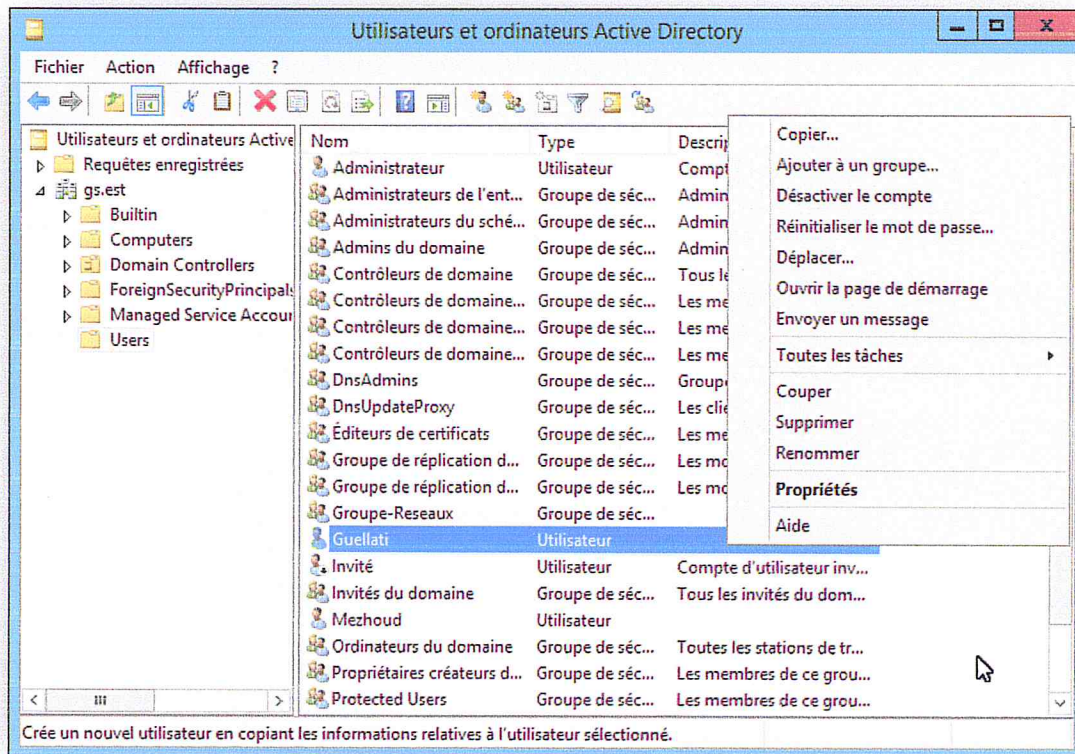 Utilisateurs et ordinateurs Active Directory
Fichier Action Affichage ?
Utilisateurs et ordinateurs Active
Requêtes enregistrées
gs.est
Builtin
Computers
Domain Controllers
ForeignSecurityPrincipals
Managed Service Accour
Users
Nom Type Descrip
Administrateur Utilisateur Compt
Administrateurs de l'ent... Groupe de séc... Admin
Administrateurs du sché... Groupe de séc... Admin
Admins du domaine Groupe de séc... Admin
Contrôleurs de domaine Groupe de séc... Tous le
Contrôleurs de domaine... Groupe de séc... Les me
Contrôleurs de domaine... Groupe de séc... Les me
Contrôleurs de domaine... Groupe de séc... Les me
DnsAdmins Groupe de séc... Groupe
DnsUpdateProxy Groupe de séc... Les clie
Éditeurs de certificats Groupe de séc... Les me
Groupe de réplication d... Groupe de séc... Les mo
Groupe de réplication d... Groupe de séc... Les mo
Groupe-Reseaux Groupe de séc...
Guellati Utilisateur
Invité Utilisateur Compte d'utilisateur inv...
Invités du domaine Groupe de séc... Tous les invités du dom...
Mezhoud Utilisateur
Ordinateurs du domaine Groupe de séc... Toutes les stations de tr...
Propriétaires créateurs d... Groupe de séc... Les membres de ce grou...
Protected Users Groupe de séc... Les membres de ce grou...
Copier...
Ajouter à un groupe...
Désactiver le compte
Réinitialiser le mot de passe...
Déplacer...
Ouvrir la page de démarrage
Envoyer un message
Toutes les tâches
Couper
Supprimer
Renommer
Propriétés
Aide
Crée un nouvel utilisateur en copiant les informations relatives à l'utilisateur sélectionné.